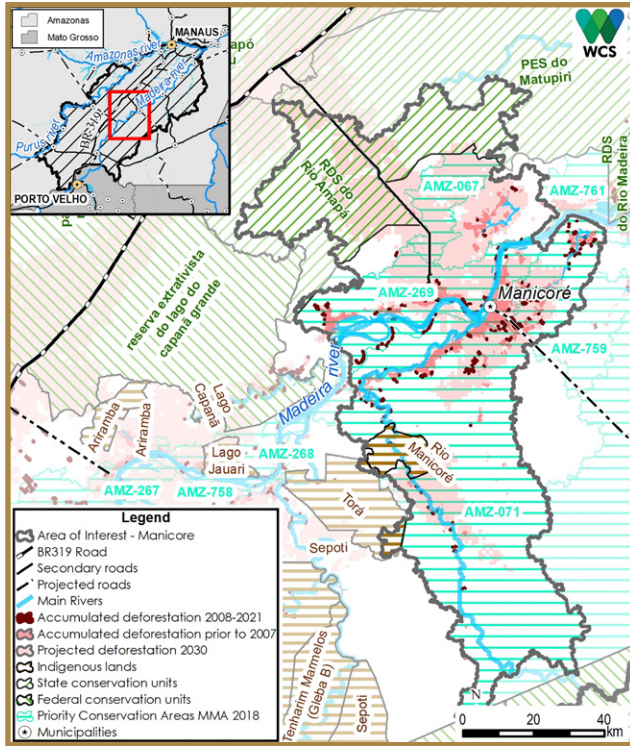 Amazonas
Mato Grosso
MANAUS
Amazonas river
Madeira river
Purus river
BR-319
PORTO VELHO
WCS
PES do
Matupiri
RDS do
Rio Amapá
RDS
do Rio Madeira
AMZ-067
AMZ-761
AMZ-269
Manicoré
AMZ-759
reserva extrativista
do lago do
capanã grande
Madeira river
Lago
Capanã
Ariramba
Ariramba
Lago
Jauari
AMZ-268
AMZ-267
AMZ-758
Rio
Manicoré
Torá
AMZ-071
Sepoti
Tenharim Marmelos
(Gleba B)
Sepoti
Legend
Area of Interest - Manicore
BR319 Road
Secondary roads
Projected roads
Main Rivers
Accumulated deforestation 2008-2021
Accumulated deforestation prior to 2007
Projected deforestation 2030
Indigenous lands
State conservation units
Federal conservation units
Priority Conservation Areas MMA 2018
Municipalities
N
0 20 40
km